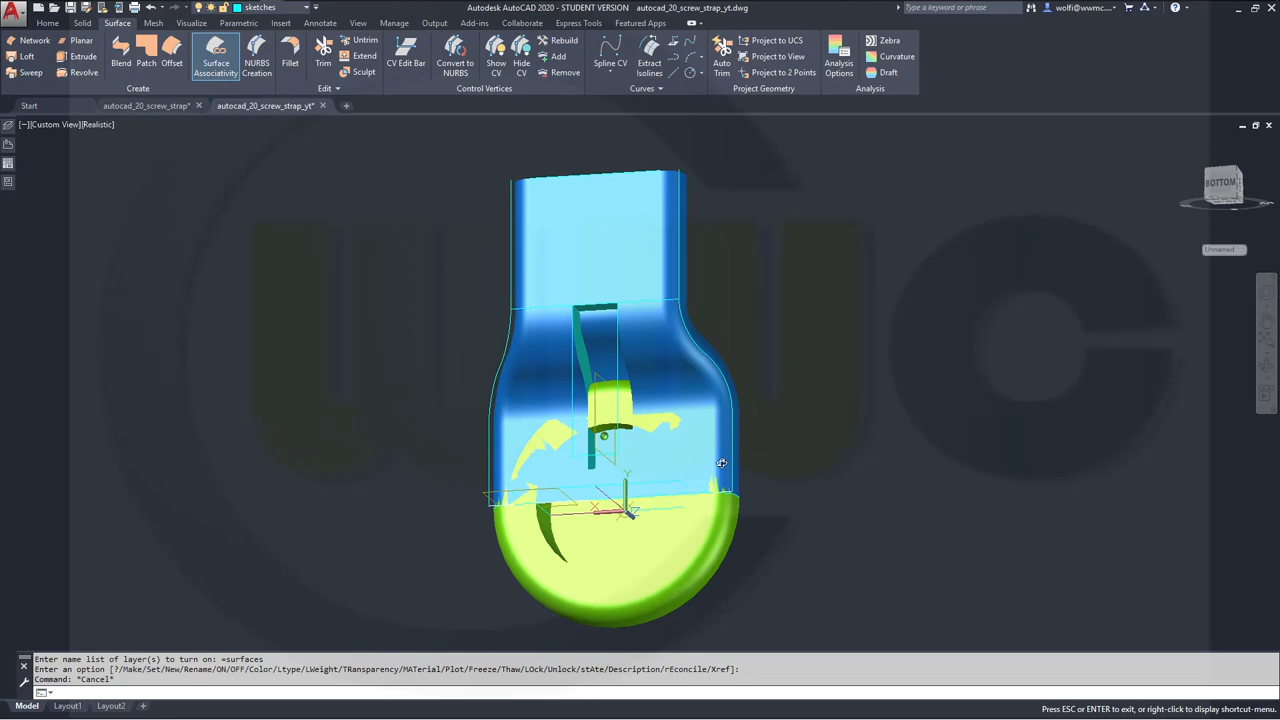 Autodesk AutoCAD 2020 - STUDENT VERSION autocad_20_screw_strap_yt.dwg
sketches
Type a keyword or phrase
wolfi@wwmc...
Home Solid Surface Mesh Visualize Parametric Insert Annotate View Manage Output Add-ins Collaborate Express Tools Featured Apps
Network Planar
Loft Extrude
Sweep Revolve
Blend Patch Offset
Surface Associativity
NURBS Creation
Fillet
Trim
Untrim
Extend
Sculpt
CV Edit Bar
Convert to NURBS
Show CV
Hide CV
Rebuild
Add
Remove
Spline CV
Extract Isolines
Auto Trim
Project to UCS
Project to View
Project to 2 Points
Analysis Options
Zebra
Curvature
Draft
Create
Edit
Control Vertices
Curves
Project Geometry
Analysis
Start autocad_20_screw_strap* autocad_20_screw_strap_yt*
[−][Custom View][Realistic]
BOTTOM
Unnamed
Y
X
Z
Enter name list of layer(s) to turn on: =surfaces
Enter an option [?/Make/Set/New/Rename/ON/OFF/Color/Ltype/LWeight/TRansparency/MATerial/Plot/Freeze/Thaw/LOck/Unlock/stAte/Description/rEconcile/Xref]:
Command: *Cancel*
Model Layout1 Layout2
Press ESC or ENTER to exit, or right-click to display shortcut-menu.